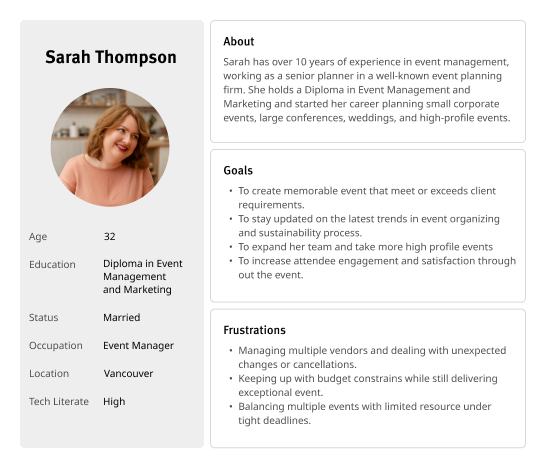 Sarah Thompson
Age 32
Education Diploma in Event
Management
and Marketing
Status Married
Occupation Event Manager
Location Vancouver
Tech Literate High
About
Sarah has over 10 years of experience in event management,
working as a senior planner in a well-known event planning
firm. She holds a Diploma in Event Management and
Marketing and started her career planning small corporate
events, large conferences, weddings, and high-profile events.
Goals
• To create memorable event that meet or exceeds client
requirements.
• To stay updated on the latest trends in event organizing
and sustainability process.
• To expand her team and take more high profile events
• To increase attendee engagement and satisfaction through
out the event.
Frustrations
• Managing multiple vendors and dealing with unexpected
changes or cancellations.
• Keeping up with budget constrains while still delivering
exceptional event.
• Balancing multiple events with limited resource under
tight deadlines.